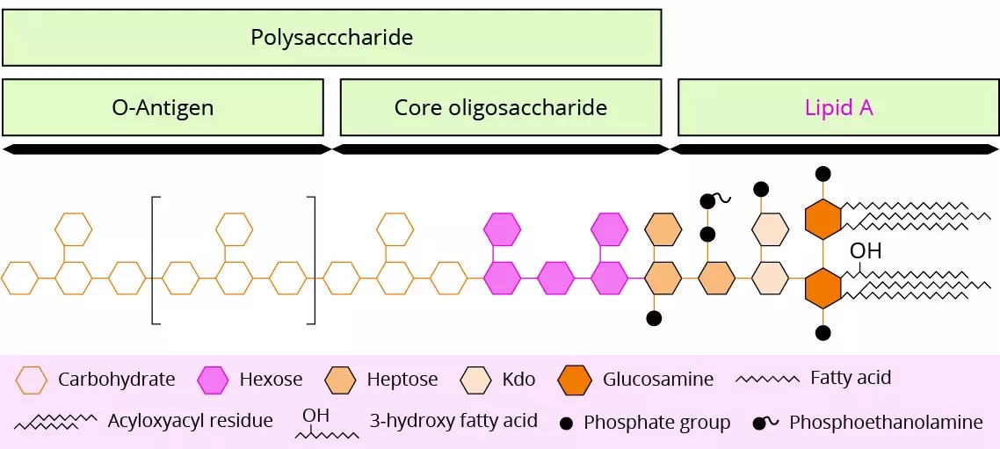 Polysacccharide
O-Antigen
Core oligosaccharide
Lipid A
OH
Carbohydrate
Hexose
Heptose
Kdo
Glucosamine
Fatty acid
Acyloxyacyl residue
OH
3-hydroxy fatty acid
Phosphate group
Phosphoethanolamine